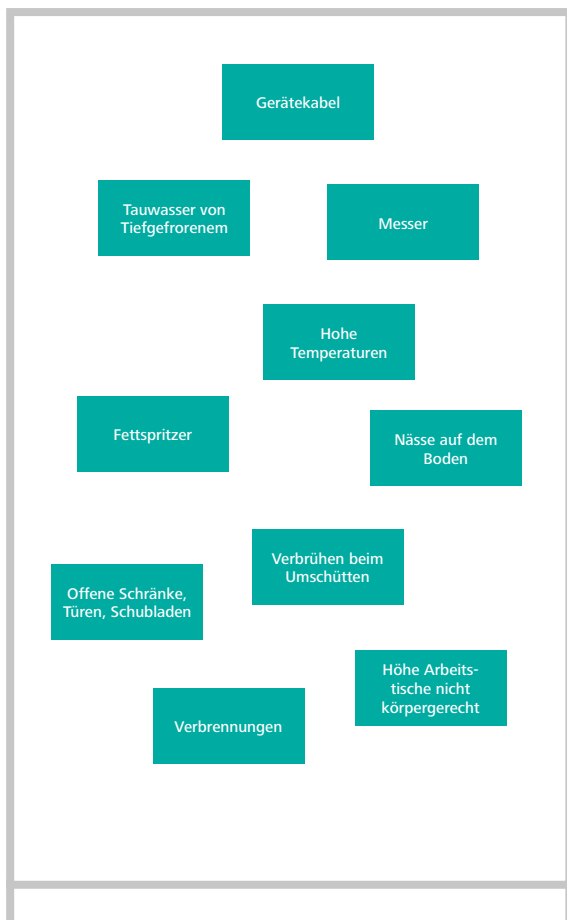 Gerätekabel
Tauwasser von
Tiefgefrorenem
Messer
Hohe
Temperaturen
Fettspritzer
Nässe auf dem
Boden
Verbrühen beim
Umschütten
Offene Schränke,
Türen, Schubladen
Höhe Arbeits-
tische nicht
körpergerecht
Verbrennungen